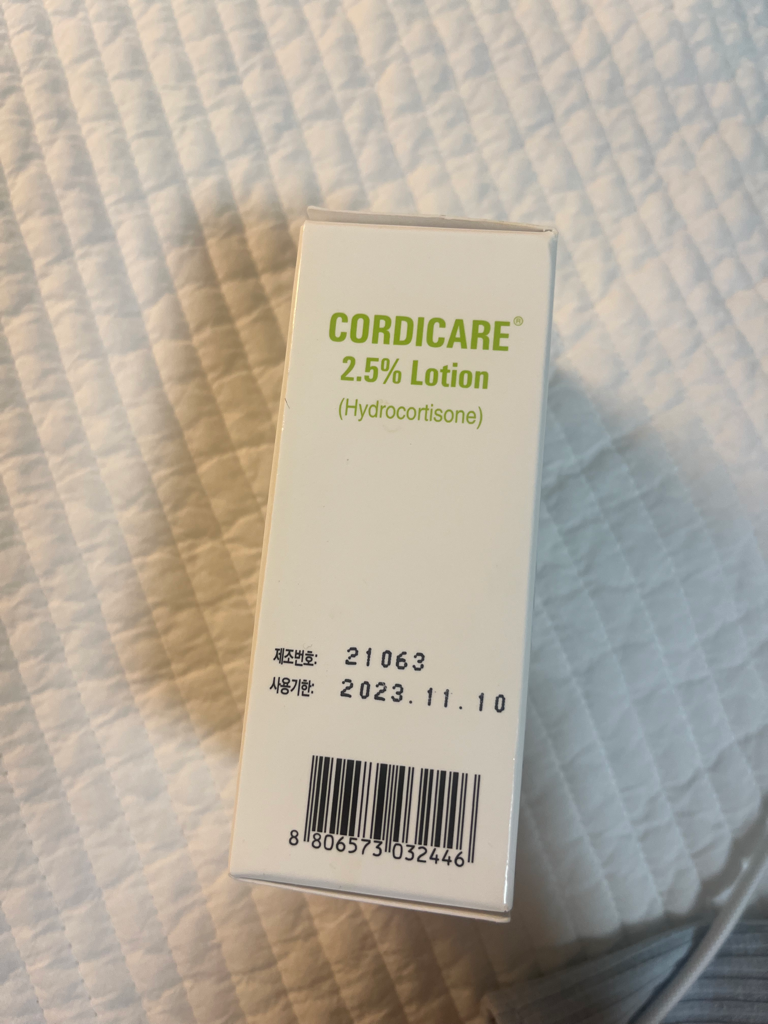 CORDICARE®
2.5% Lotion
(Hydrocortisone)
제조번호: 21063
사용기한: 2023.11.10
8 806573 032446